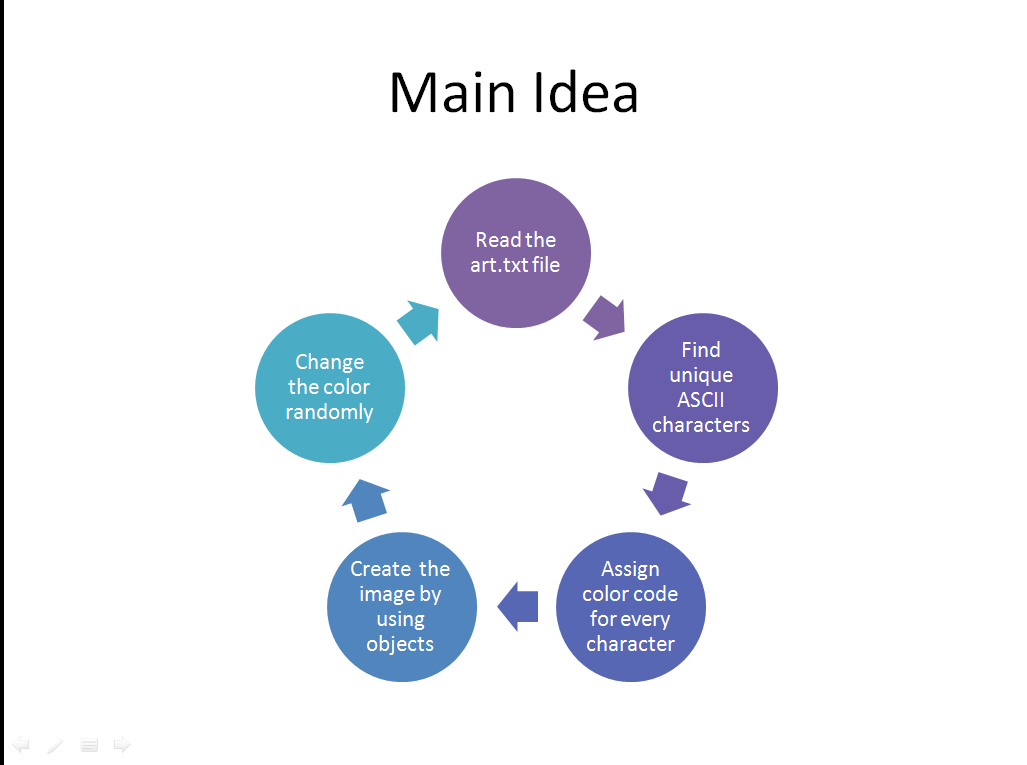 Main Idea
Read the
art.txt file
Find
unique
ASCII
characters
Assign
color code
for every
character
Create the
image by
using
objects
Change
the color
randomly